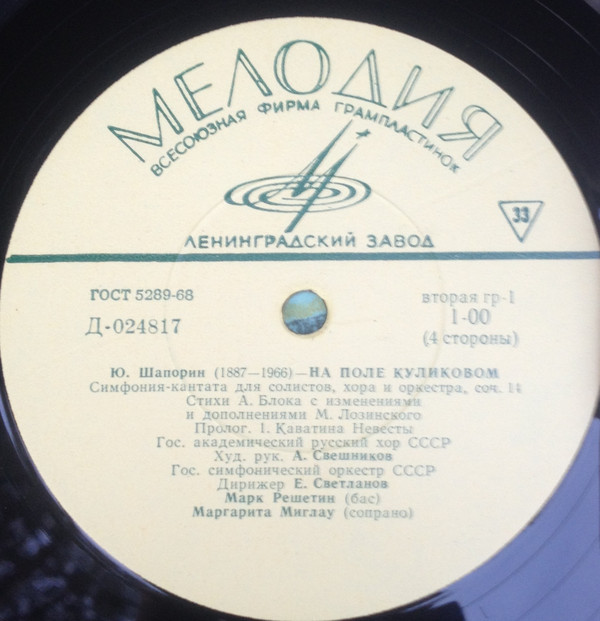 МЕЛОДИЯ
ВСЕСОЮЗНАЯ ФИРМА ГРАМПЛАСТИНОК
33
ЛЕНИНГРАДСКИЙ ЗАВОД
ГОСТ 5289-68
Д-024817
вторая гр-1
1-00
(4 стороны)
Ю. Шапорин (1887—1966) — НА ПОЛЕ КУЛИКОВОМ
Симфония-кантата для солистов, хора и оркестра, соч. 14
Стихи А. Блока с изменениями
и дополнениями М. Лозинского
Пролог. 1. Каватина Невесты
Гос. академический русский хор СССР
Худ. рук. А. Свешников
Гос. симфонический оркестр СССР
Дирижер Е. Светланов
Марк Решетин (бас)
Маргарита Миглау (сопрано)